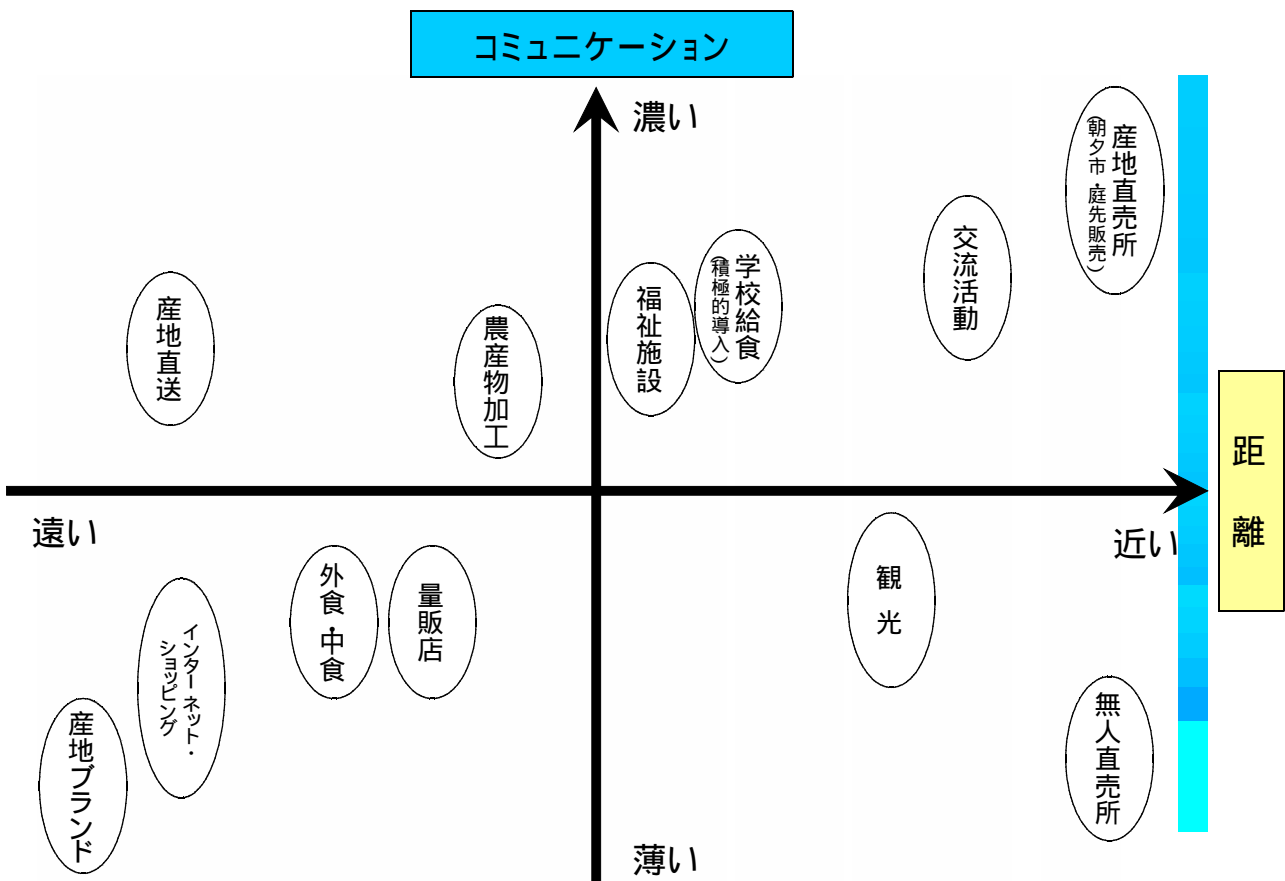 コミュニケーション
濃い
産地直売所
(朝夕市・庭先販売)
交流活動
学校給食
(積極的導入)
福祉施設
農産物加工
産地直送
距離
遠い
近い
観光
量販店
外食・中食
インターネット・
ショッピング
産地ブランド
無人直売所
薄い